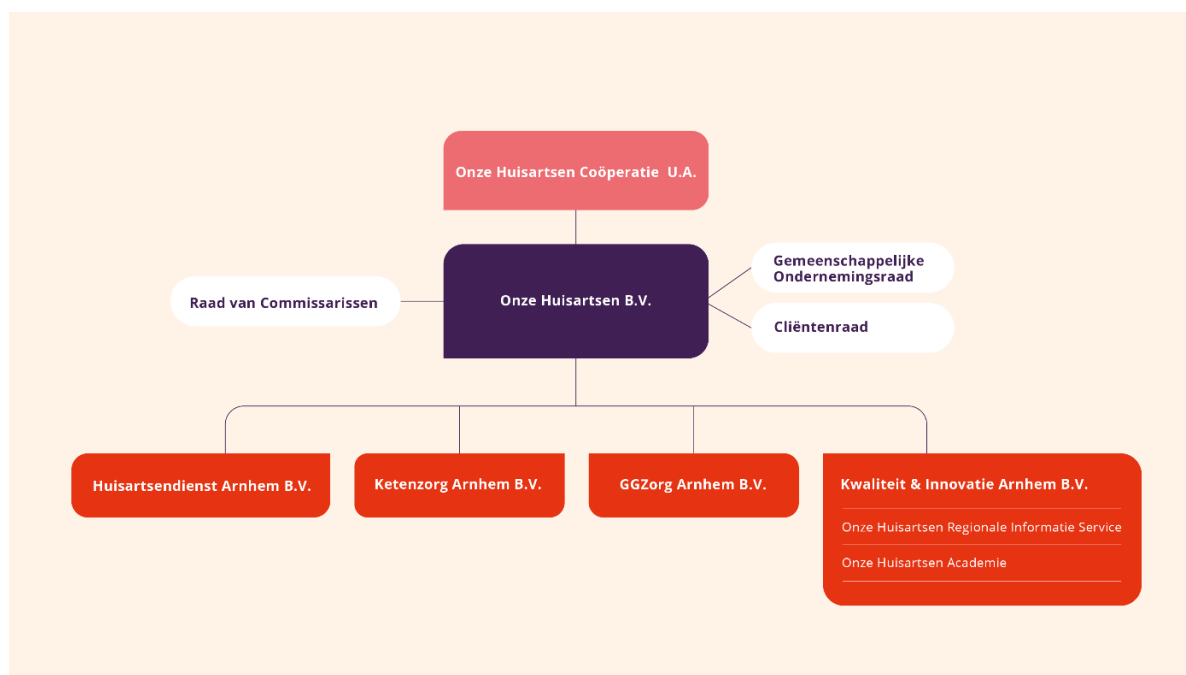 Onze Huisartsen Coöperatie U.A.
Gemeenschappelijke
Ondernemingsraad
Raad van Commissarissen
Onze Huisartsen B.V.
Cliëntenraad
Huisartsendienst Arnhem B.V.
Ketenzorg Arnhem B.V.
GGZorg Arnhem B.V.
Kwaliteit & Innovatie Arnhem B.V.
Onze Huisartsen Regionale Informatie Service
Onze Huisartsen Academie